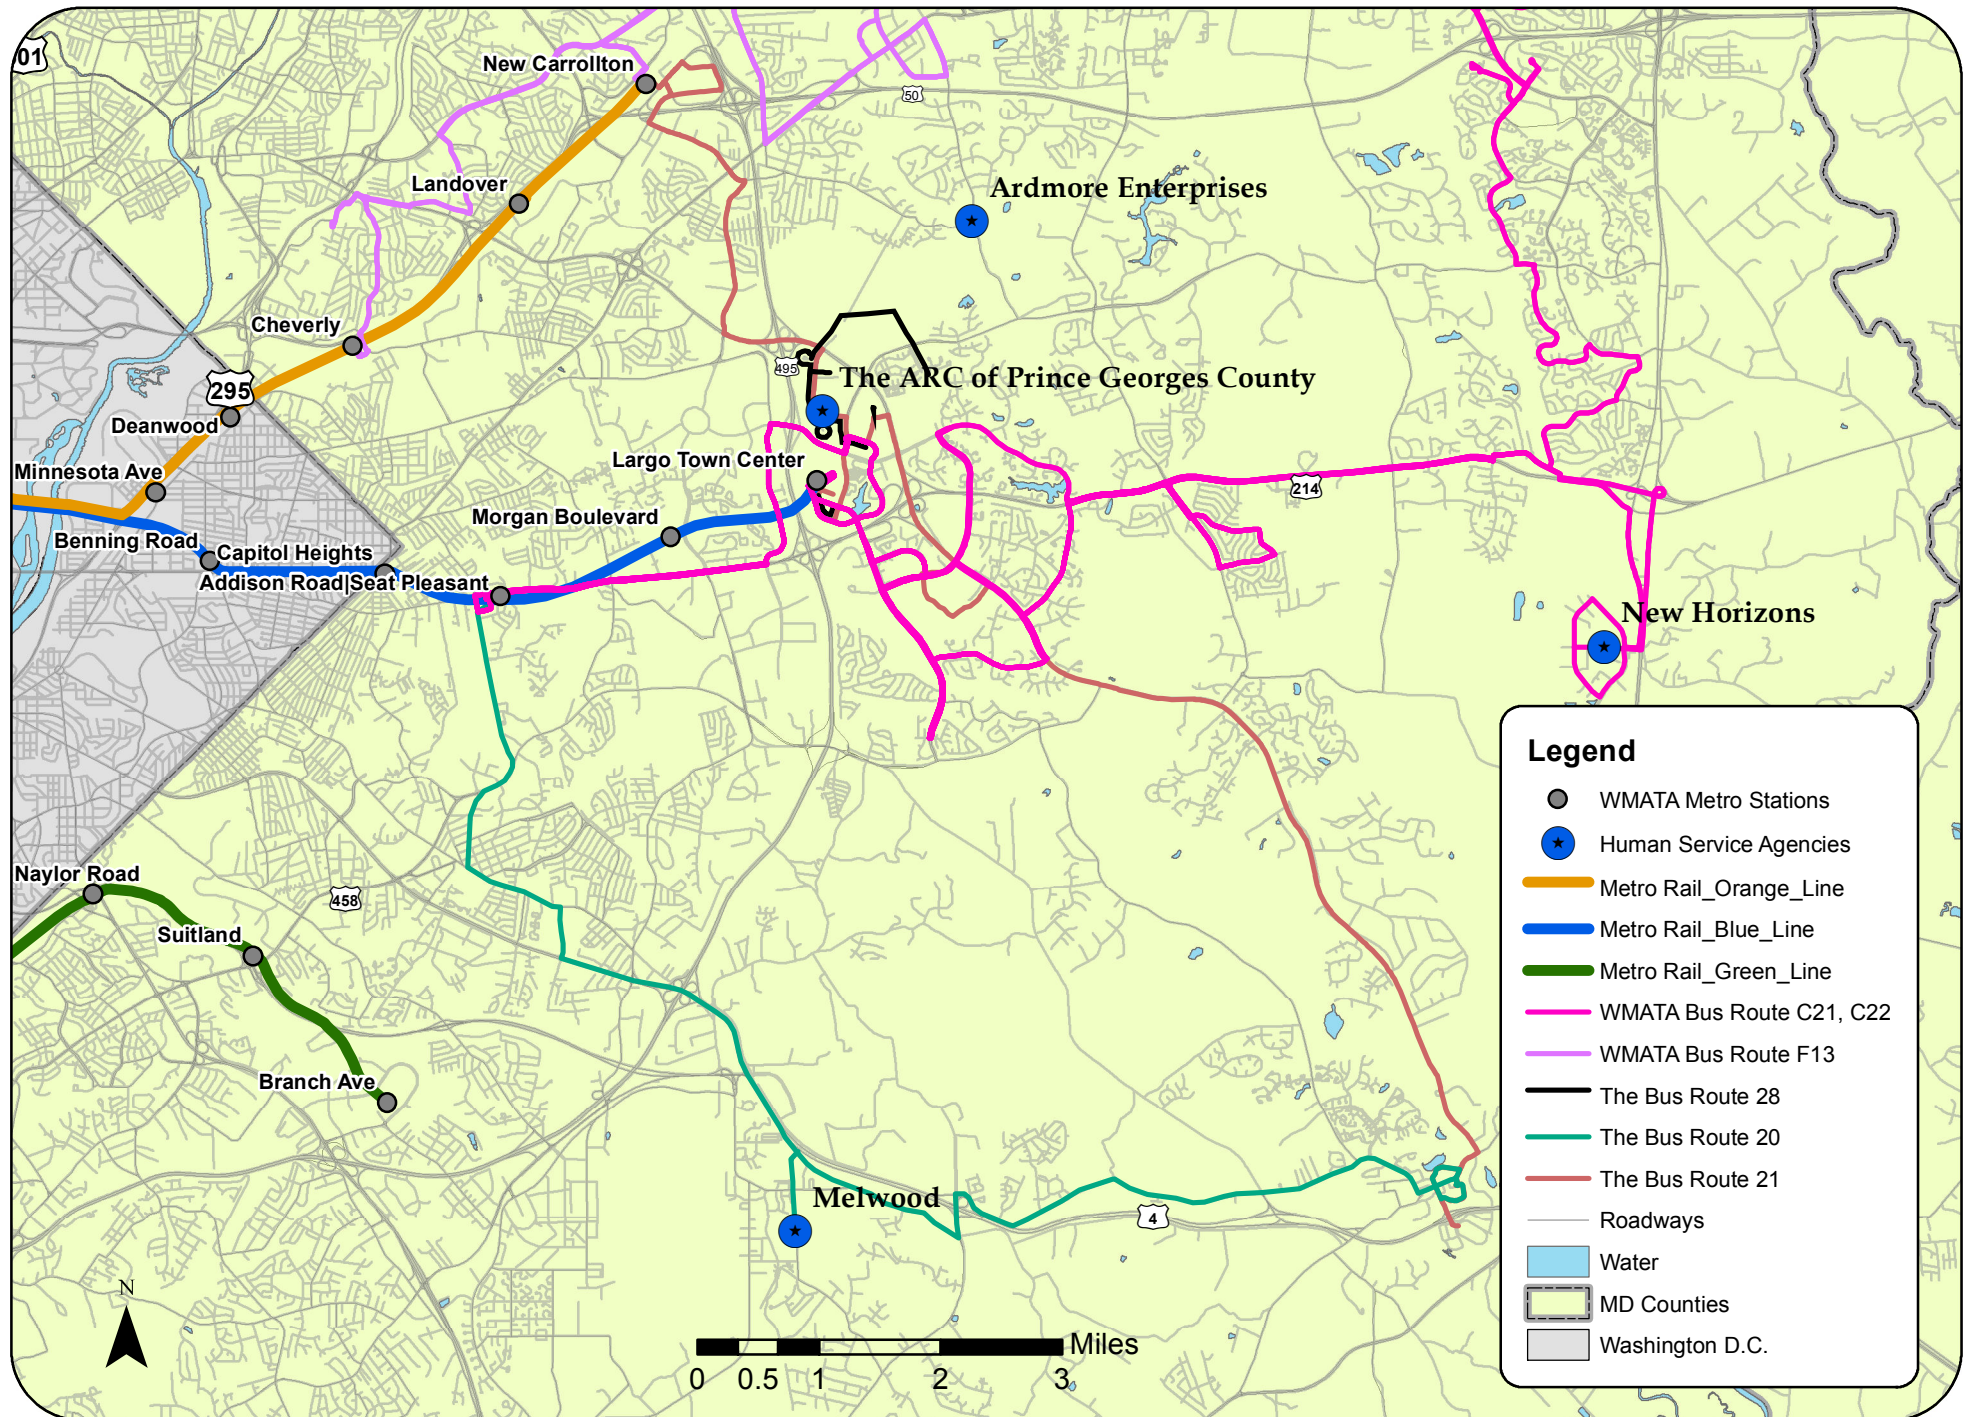 01
New Carrollton
50
Landover
Ardmore Enterprises
Cheverly
495
The ARC of Prince Georges County
295
Deanwood
Largo Town Center
Minnesota Ave
214
Morgan Boulevard
Benning Road
Capitol Heights
Addison Road|Seat Pleasant
New Horizons
Naylor Road
458
Suitland
Branch Ave
Melwood
4
N
Miles
0 0.5 1 2 3
Legend
WMATA Metro Stations
Human Service Agencies
Metro Rail_Orange_Line
Metro Rail_Blue_Line
Metro Rail_Green_Line
WMATA Bus Route C21, C22
WMATA Bus Route F13
The Bus Route 28
The Bus Route 20
The Bus Route 21
Roadways
Water
MD Counties
Washington D.C.